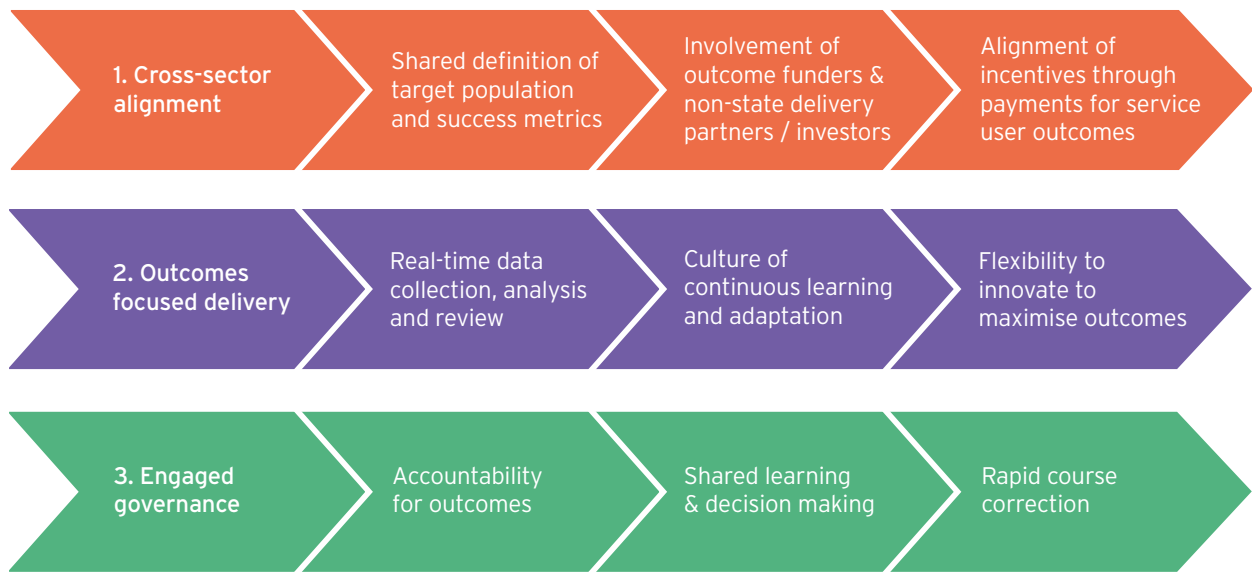 1. Cross-sector
alignment
Shared definition of
target population
and success metrics
Involvement of
outcome funders &
non-state delivery
partners / investors
Alignment of
incentives through
payments for service
user outcomes
2. Outcomes
focused delivery
Real-time data
collection, analysis
and review
Culture of
continuous learning
and adaptation
Flexibility to
innovate to
maximise outcomes
3. Engaged
governance
Accountability
for outcomes
Shared learning
& decision making
Rapid course
correction